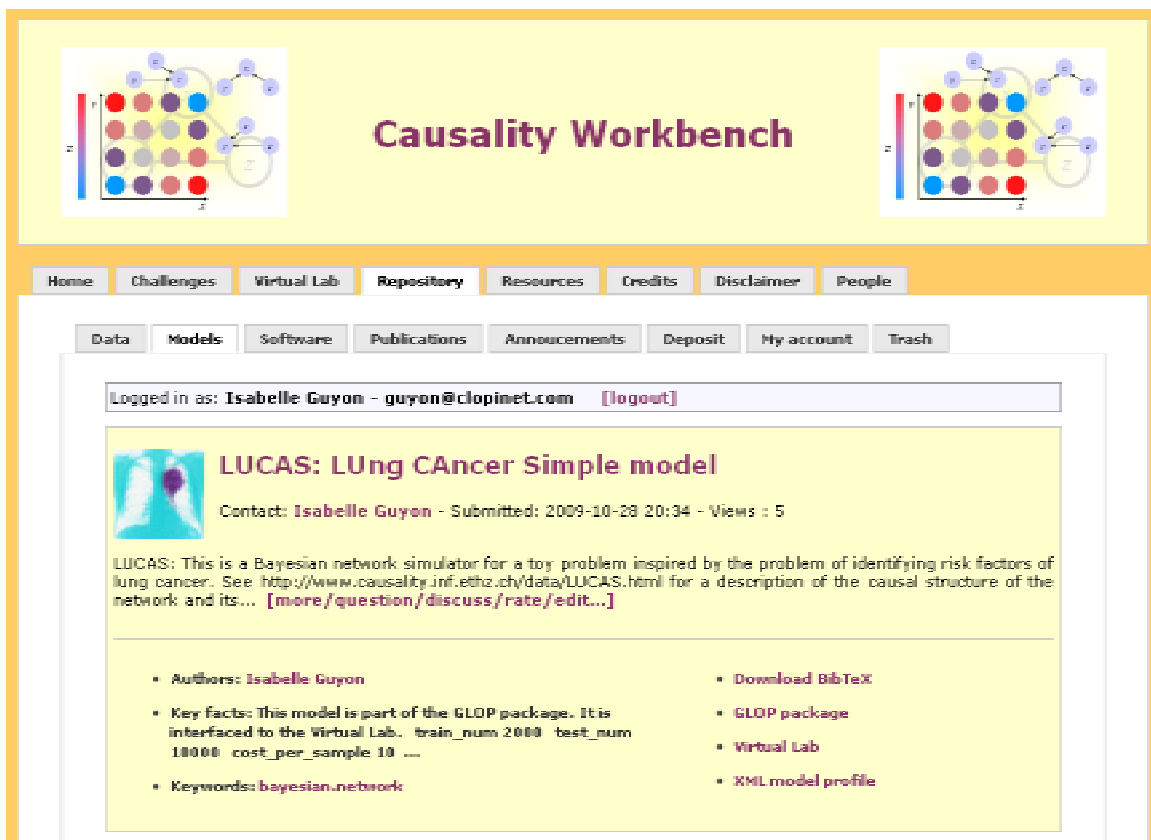 Causality Workbench
Home Challenges Virtual Lab Repository Resources Credits Disclaimer People
Data Models Software Publications Annoucements Deposit My account Trash
Logged in as: Isabelle Guyon - guyon@clopinet.com [logout]
LUCAS: LUng CAncer Simple model
Contact: Isabelle Guyon - Submitted: 2009-10-28 20:34 - Views : 5
LUCAS: This is a Bayesian network simulator for a toy problem inspired by the problem of identifying risk factors of
lung cancer. See http://www.causality.inf.ethz.ch/data/LUCAS.html for a description of the causal structure of the
network and its... [more/question/discuss/rate/edit...]
• Authors: Isabelle Guyon
• Key facts: This model is part of the GLOP package. It is
interfaced to the Virtual Lab. train_num 2000 test_num
10000 cost_per_sample 10 ...
• Keywords: bayesian.network
• Download BibTeX
• GLOP package
• Virtual Lab
• XML model profile